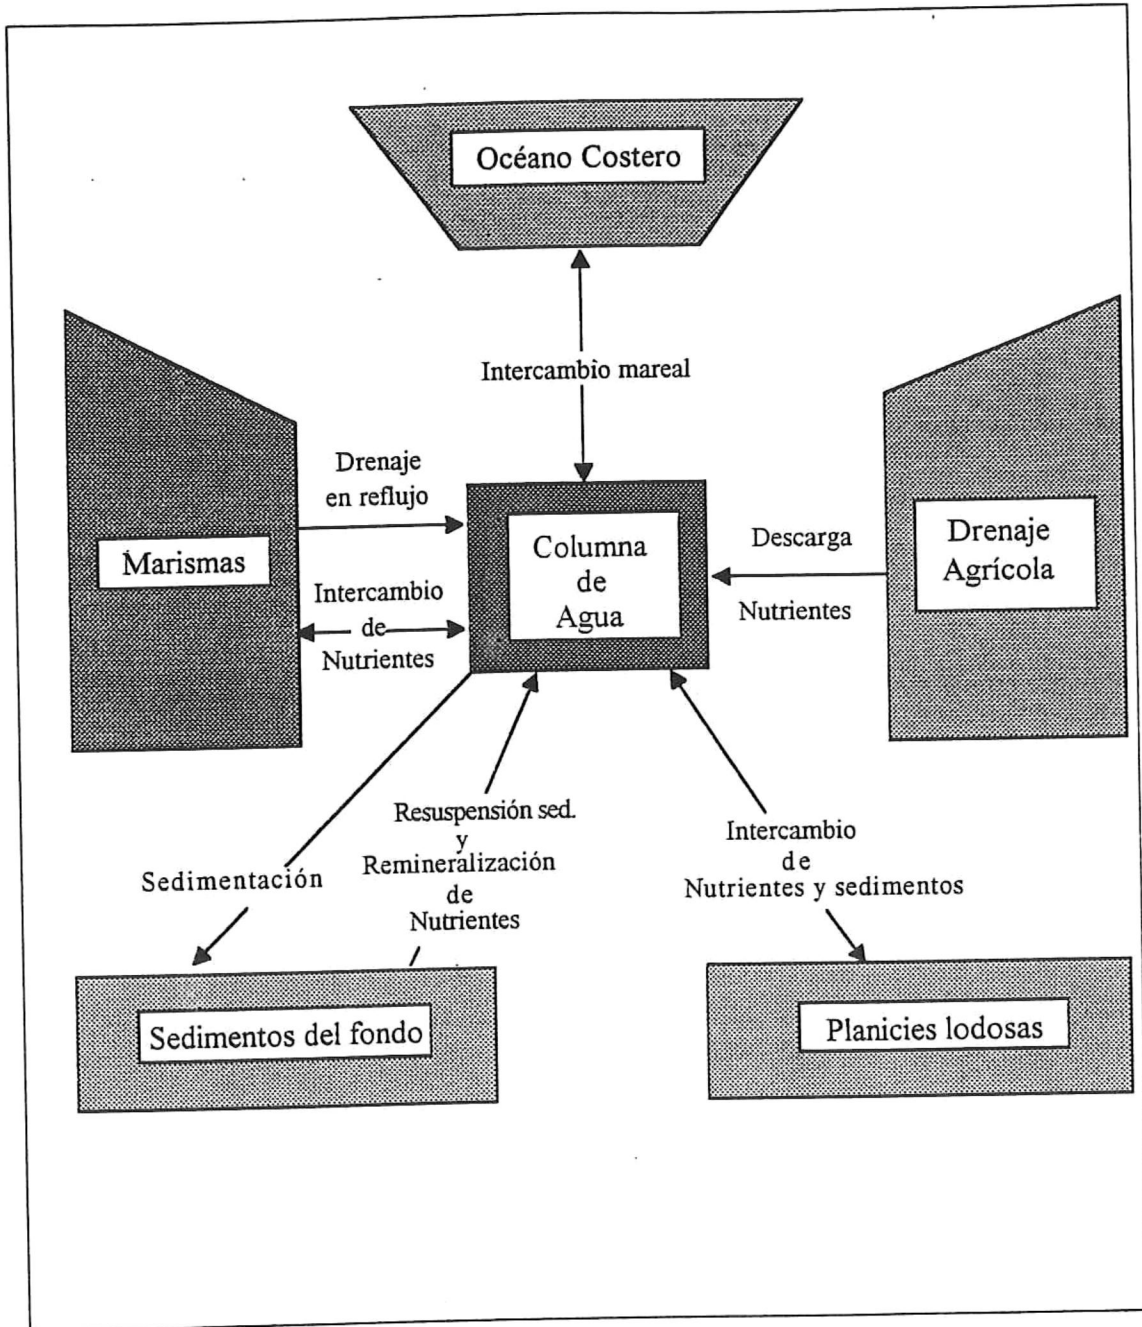 Océano Costero
Intercambio mareal
Drenaje
en reflujo
Marismas
Intercambio
de
Nutrientes
Columna
de
Agua
Descarga
Nutrientes
Drenaje
Agrícola
Resuspensión sed.
y
Remineralización
de
Nutrientes
Sedimentación
Intercambio
de
Nutrientes y sedimentos
Sedimentos del fondo
Planicies lodosas